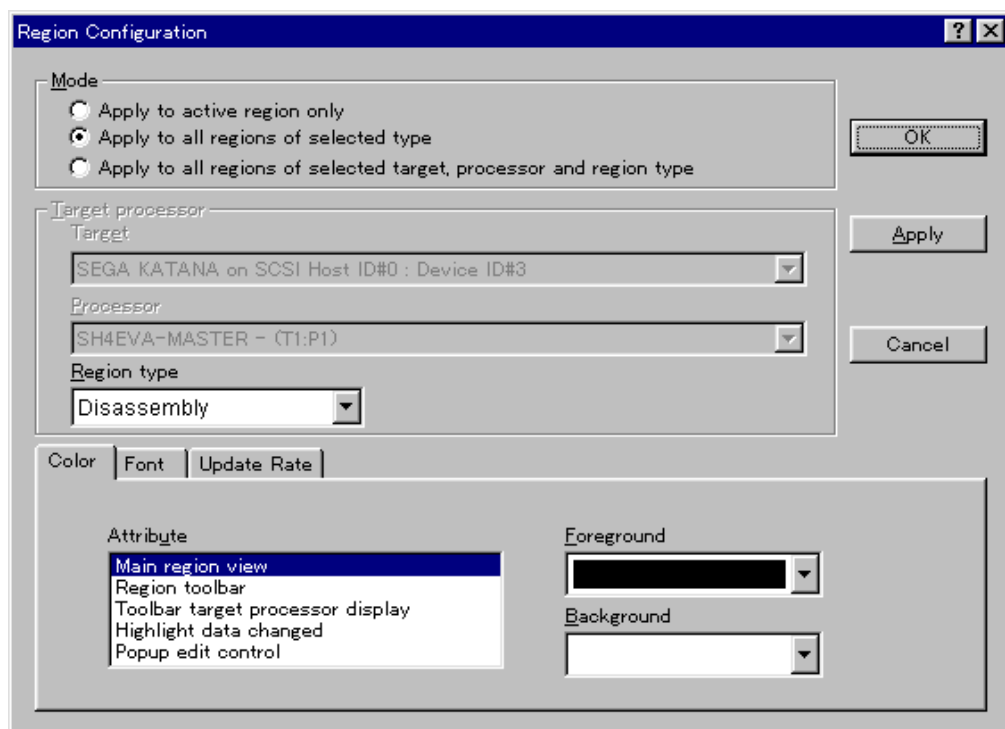 Region Configuration
Mode
Apply to active region only
Apply to all regions of selected type
Apply to all regions of selected target, processor and region type
OK
Target processor
Target
SEGA KATANA on SCSI Host ID#0 : Device ID#3
Apply
Processor
SH4EVA-MASTER - (T1:P1)
Cancel
Region type
Disassembly
Color Font Update Rate
Attribute
Main region view
Region toolbar
Toolbar target processor display
Highlight data changed
Popup edit control
Foreground
Background